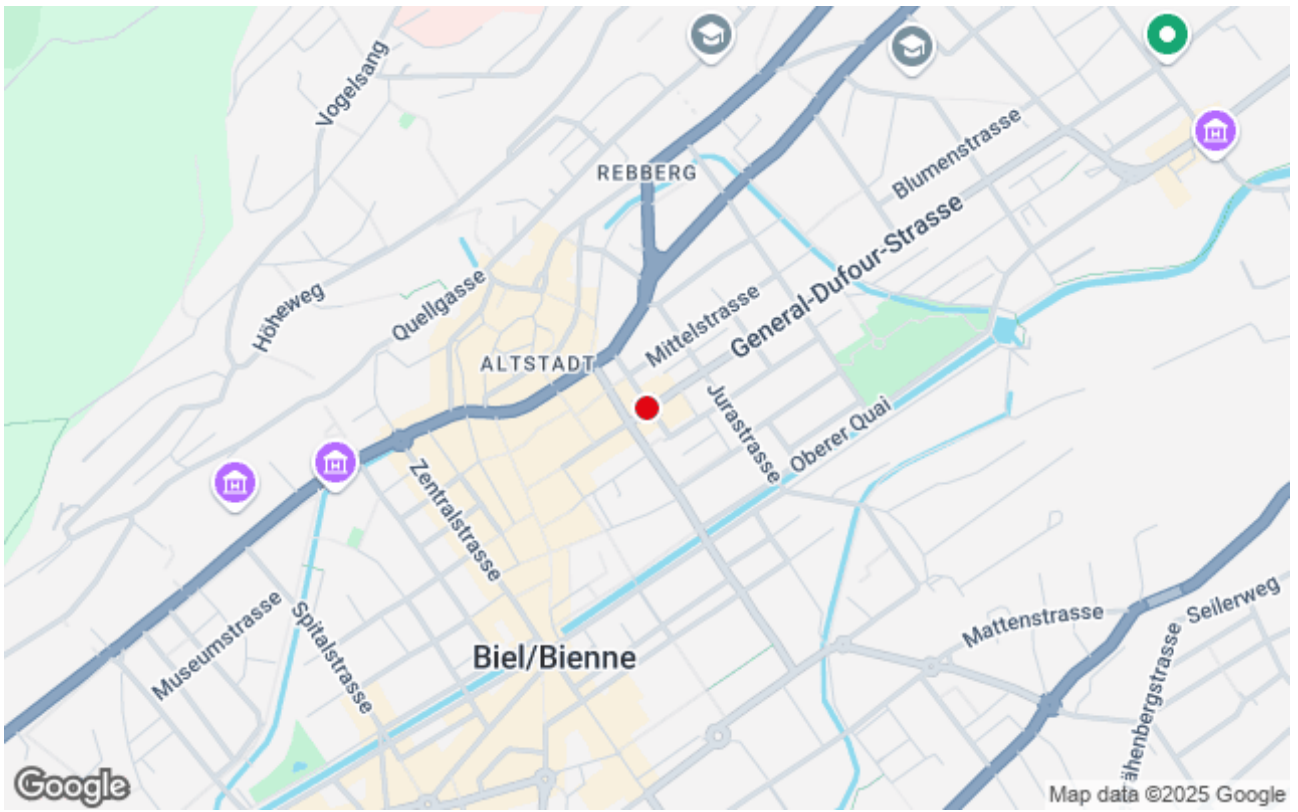 Vogelsang
REBBERG
Blumenstrasse
General-Dufour-Strasse
Höheweg
Quellgasse
Mittelstrasse
ALTSTADT
Jurastrasse
Oberer Quai
Zentralstrasse
Museumstrasse
Spitalstrasse
Biel/Bienne
Mattenstrasse
Seilerweg
ähenbergstrasse
Google
Map data ©2025 Google